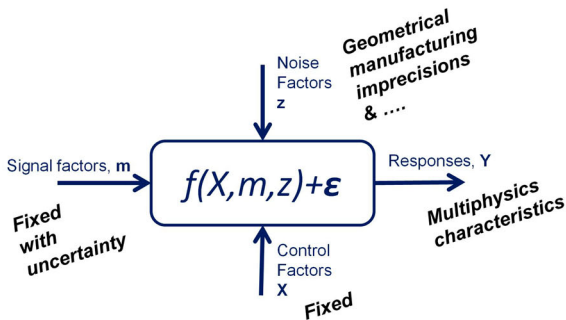 Noise
Factors
z
Geometrical
manufacturing
imprecisions
& ....
Signal factors, m
f(X,m,z)+ε
Responses, Y
Fixed
with
uncertainty
Multiphysics
characteristics
Control
Factors
X
Fixed